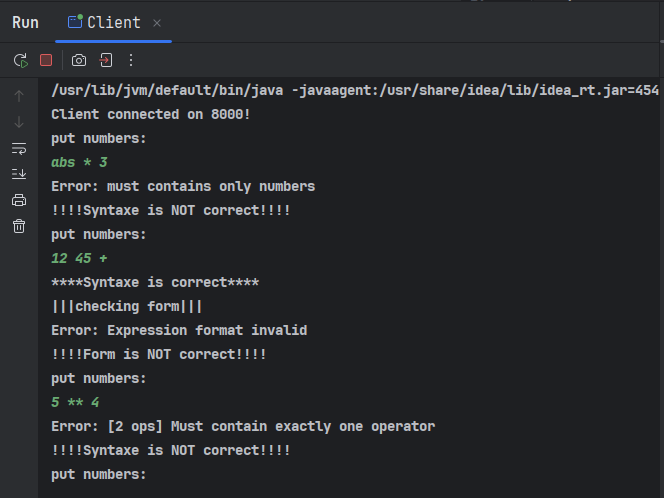 Run Client
/usr/lib/jvm/default/bin/java -javaagent:/usr/share/idea/lib/idea_rt.jar=454
Client connected on 8000!
put numbers:
abs * 3
Error: must contains only numbers
!!!!Syntaxe is NOT correct!!!!
put numbers:
12 45 +
****Syntaxe is correct****
|||checking form|||
Error: Expression format invalid
!!!!Form is NOT correct!!!!
put numbers:
5 ** 4
Error: [2 ops] Must contain exactly one operator
!!!!Syntaxe is NOT correct!!!!
put numbers: